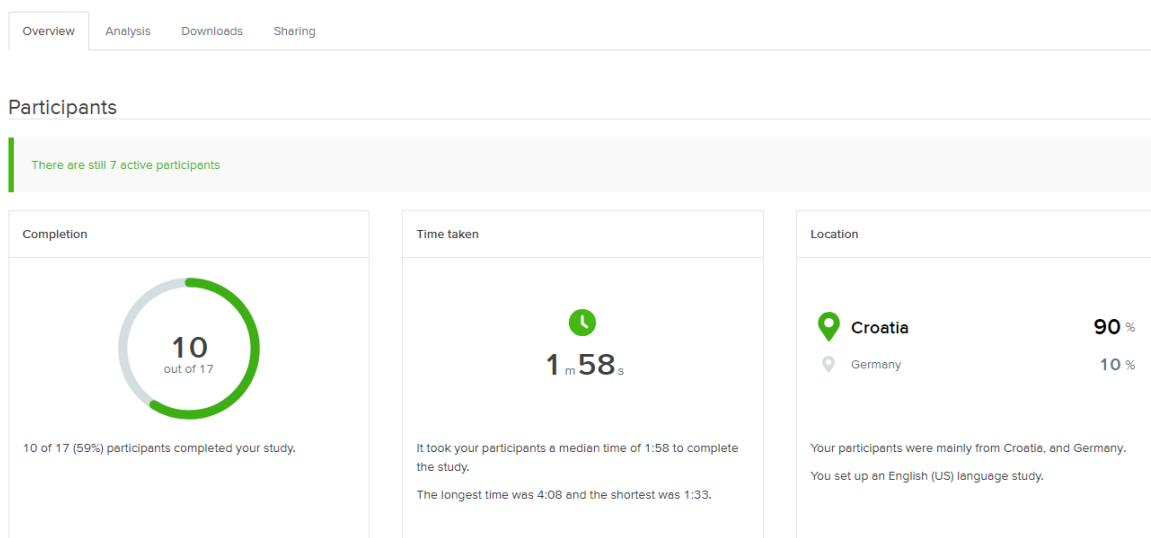 Overview Analysis Downloads Sharing
Participants
There are still 7 active participants
Completion
10
out of 17
10 of 17 (59%) participants completed your study.
Time taken
1 m 58 s
It took your participants a median time of 1:58 to complete
the study.
The longest time was 4:08 and the shortest was 1:33.
Location
Croatia 90 %
Germany 10 %
Your participants were mainly from Croatia, and Germany.
You set up an English (US) language study.